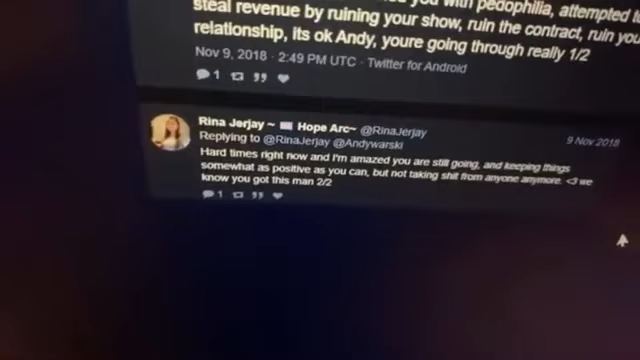 you with pedophilia, attempted
steal revenue by ruining your show, ruin the contract, ruin you
relationship, its ok Andy, youre going through really 1/2
Nov 9, 2018 · 2:49 PM UTC · Twitter for Android
1
Rina Jerjay ~ Hope Arc~ @RinaJerjay
9 Nov 2018
Replying to @RinaJerjay @Andywarski
Hard times right now and I'm amazed you are still going, and keeping things
somewhat as positive as you can, but not taking shit from anyone anymore. <3 we
know you got this man 2/2
1